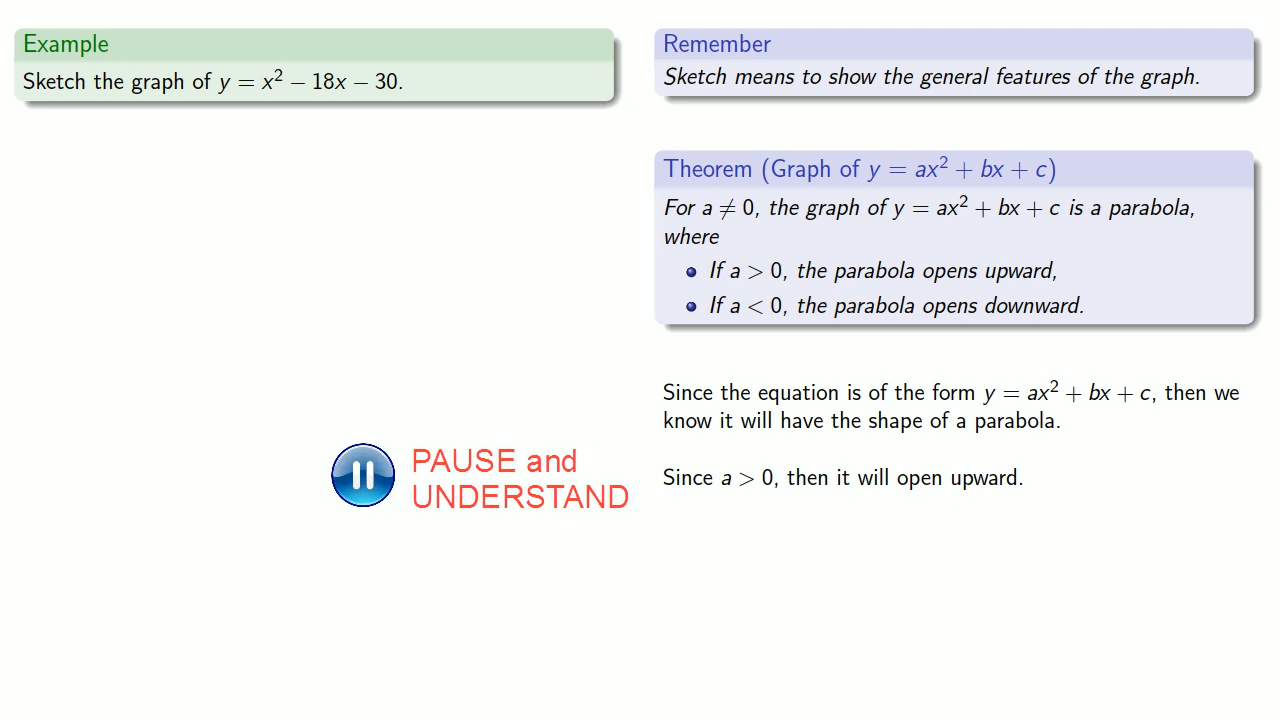 Example
Sketch the graph of y = x² − 18x − 30.
PAUSE and
UNDERSTAND
Remember
Sketch means to show the general features of the graph.
Theorem (Graph of y = ax² + bx + c)
For a ≠ 0, the graph of y = ax² + bx + c is a parabola,
where
If a > 0, the parabola opens upward,
If a < 0, the parabola opens downward.
Since the equation is of the form y = ax² + bx + c, then we
know it will have the shape of a parabola.
Since a > 0, then it will open upward.